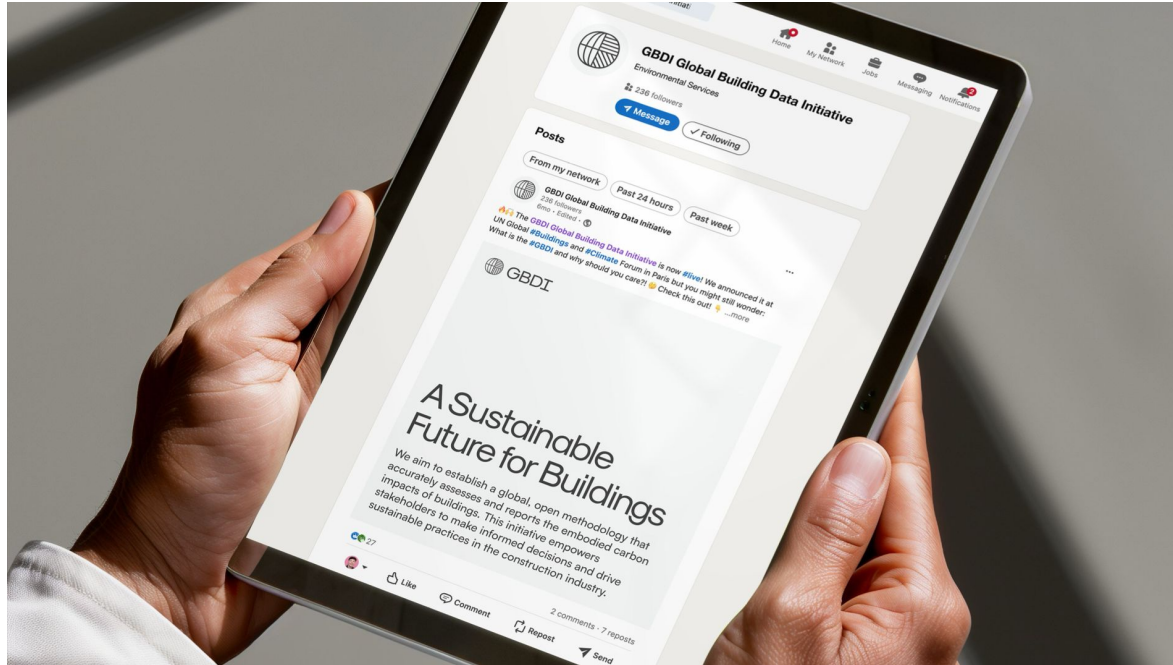 Home
My Network
Jobs
Messaging
2
Notifications
GBDI Global Building Data Initiative
Environmental Services
236 followers
Message
Following
Posts
From my network
Past 24 hours
Past week
GBDI Global Building Data Initiative
236 followers
6mo • Edited •
🔥🎧 The GBDI Global Building Data Initiative is now #live! We announced it at
UN Global #Buildings and #Climate Forum in Paris but you might still wonder:
What is the #GBDI and why should you care?! Check this out! 👇 ...more
GBDI
A Sustainable
Future for Buildings
We aim to establish a global, open methodology that
accurately assesses and reports the embodied carbon
impacts of buildings. This initiative empowers
stakeholders to make informed decisions and drive
sustainable practices in the construction industry.
27
2 comments · 7 reposts
Like
Comment
Repost
Send